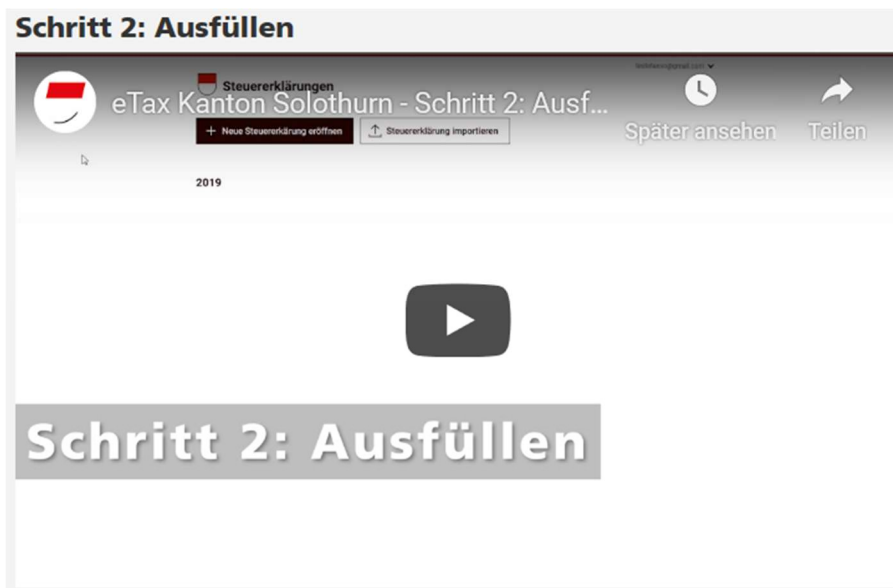 Schritt 2: Ausfüllen
Steuererklärungen
eTax Kanton Solothurn - Schritt 2: Ausf...
Später ansehen
Teilen
+ Neue Steuererklärung eröffnen
Steuererklärung importieren
2019
Schritt 2: Ausfüllen